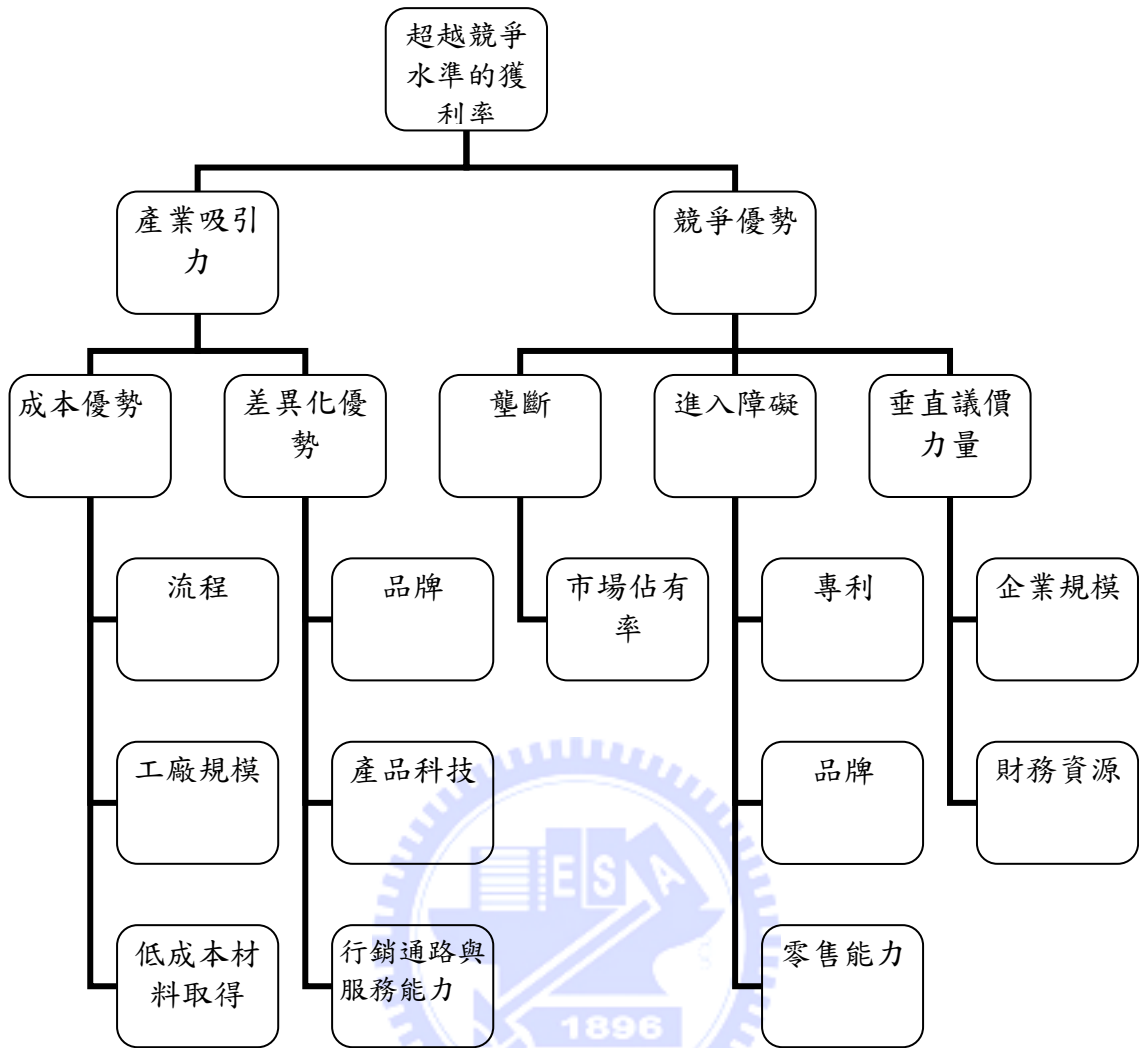 超越競爭
水準的獲
利率
產業吸引
力
競爭優勢
成本優勢
差異化優
勢
壟斷
進入障礙
垂直議價
力量
流程
品牌
市場佔有
率
專利
企業規模
工廠規模
產品科技
品牌
財務資源
低成本材
料取得
行銷通路與
服務能力
零售能力
ESA
1896